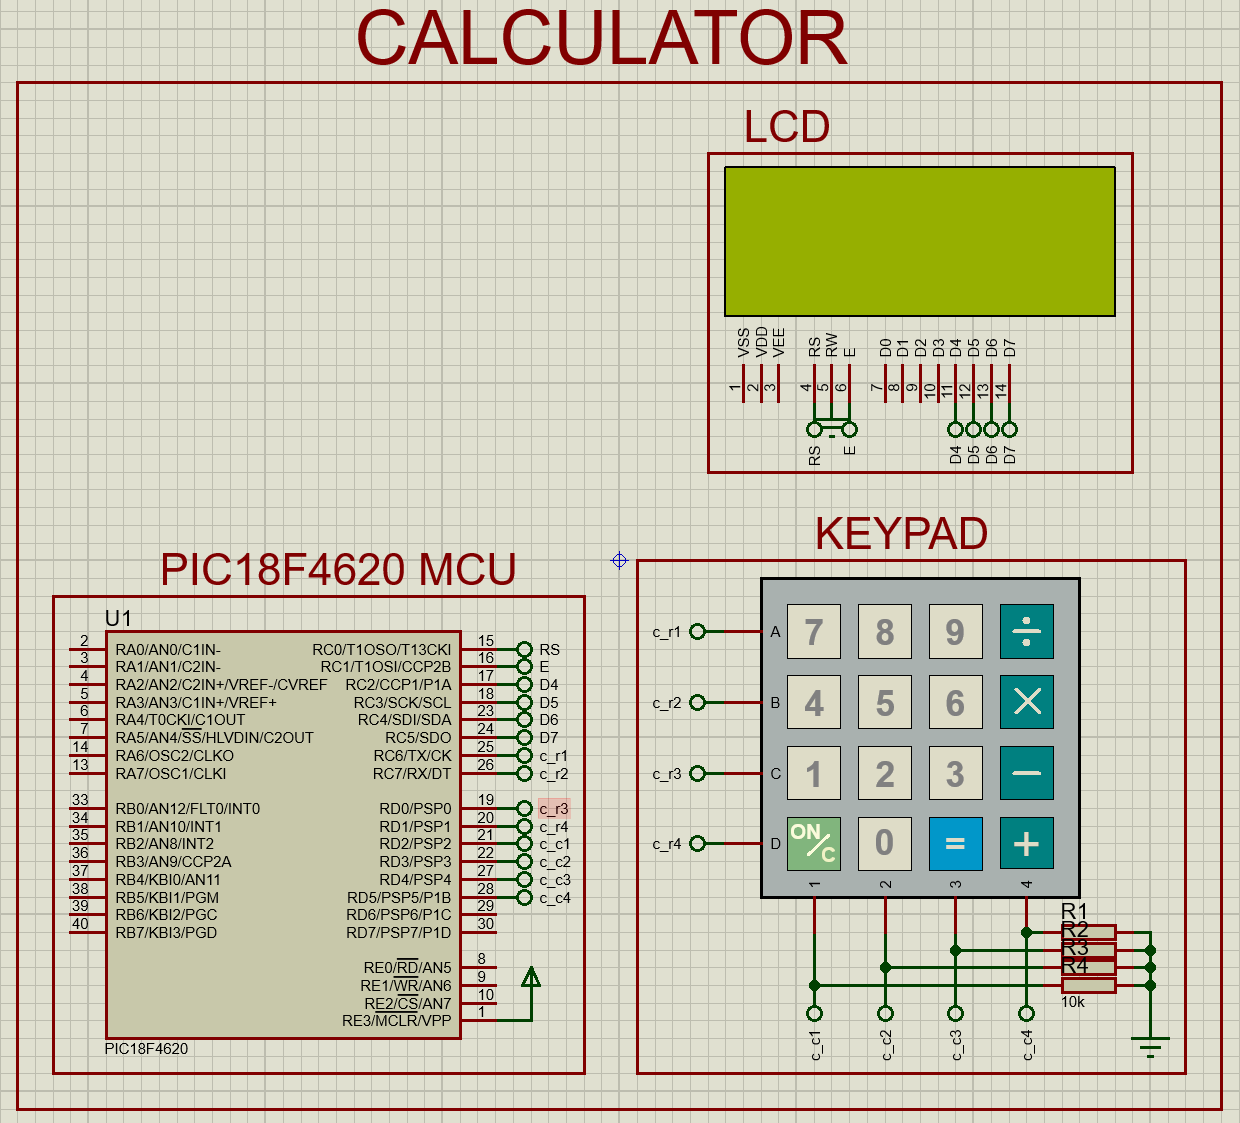 CALCULATOR
LCD
VSS VDD VEE RS RW E D0 D1 D2 D3 D4 D5 D6 D7
1 2 3 4 5 6 7 8 9 10 11 12 13 14
RS E D4 D5 D6 D7
PIC18F4620 MCU
U1
2 RA0/AN0/C1IN- RC0/T1OSO/T13CKI 15 RS
3 RA1/AN1/C2IN- RC1/T1OSI/CCP2B 16 E
4 RA2/AN2/C2IN+/VREF-/CVREF RC2/CCP1/P1A 17 D4
5 RA3/AN3/C1IN+/VREF+ RC3/SCK/SCL 18 D5
6 RA4/T0CKI/C1OUT RC4/SDI/SDA 23 D6
7 RA5/AN4/SS/HLVDIN/C2OUT RC5/SDO 24 D7
14 RA6/OSC2/CLKO RC6/TX/CK 25 c_r1
13 RA7/OSC1/CLKI RC7/RX/DT 26 c_r2
33 RB0/AN12/FLT0/INT0 RD0/PSP0 19 c_r3
34 RB1/AN10/INT1 RD1/PSP1 20 c_r4
35 RB2/AN8/INT2 RD2/PSP2 21 c_c1
36 RB3/AN9/CCP2A RD3/PSP3 22 c_c2
37 RB4/KBI0/AN11 RD4/PSP4 27 c_c3
38 RB5/KBI1/PGM RD5/PSP5/P1B 28 c_c4
39 RB6/KBI2/PGC RD6/PSP6/P1C 29
40 RB7/KBI3/PGD RD7/PSP7/P1D 30
RE0/RD/AN5 8
RE1/WR/AN6 9
RE2/CS/AN7 10
RE3/MCLR/VPP 1
PIC18F4620
KEYPAD
c_r1 A 7 8 9 ÷
c_r2 B 4 5 6 ×
c_r3 C 1 2 3 −
c_r4 D ON/C 0 = +
1 2 3 4
R1
R2
R3
R4
10k
c_c1 c_c2 c_c3 c_c4